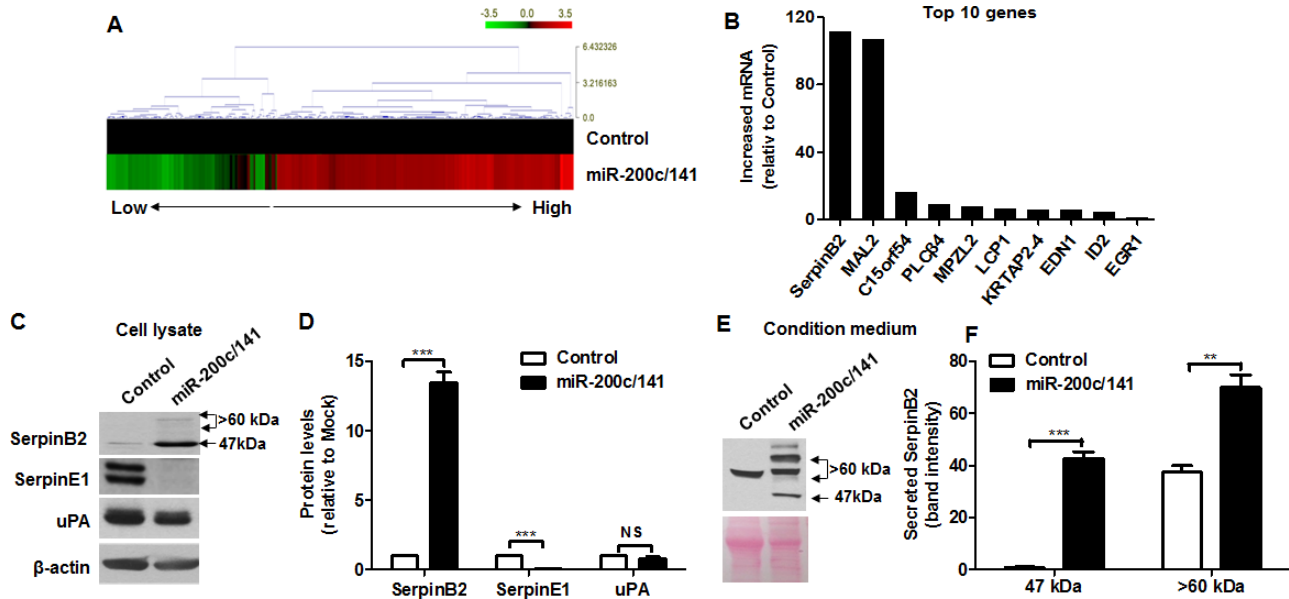 A
-3.5 0.0 3.5
6.432326
3.216163
0.0
Control
miR-200c/141
Low High
B
Top 10 genes
Increased mRNA
(relativ to Control)
120
80
40
0
SerpinB2
MAL2
C15orf54
PLCβ4
MPZL2
LCP1
KRTAP2-4
EDN1
ID2
EGR1
C
Cell lysate
Control
miR-200c/141
>60 kDa
SerpinB2
47kDa
SerpinE1
uPA
β-actin
D
Protein levels
(relative to Mock)
15
10
5
0
Control
miR-200c/141
***
***
NS
SerpinB2 SerpinE1 uPA
E
Condition medium
Control
miR-200c/141
>60 kDa
47kDa
F
Secreted SerpinB2
(band intensity)
80
60
40
20
0
Control
miR-200c/141
***
**
47 kDa >60 kDa